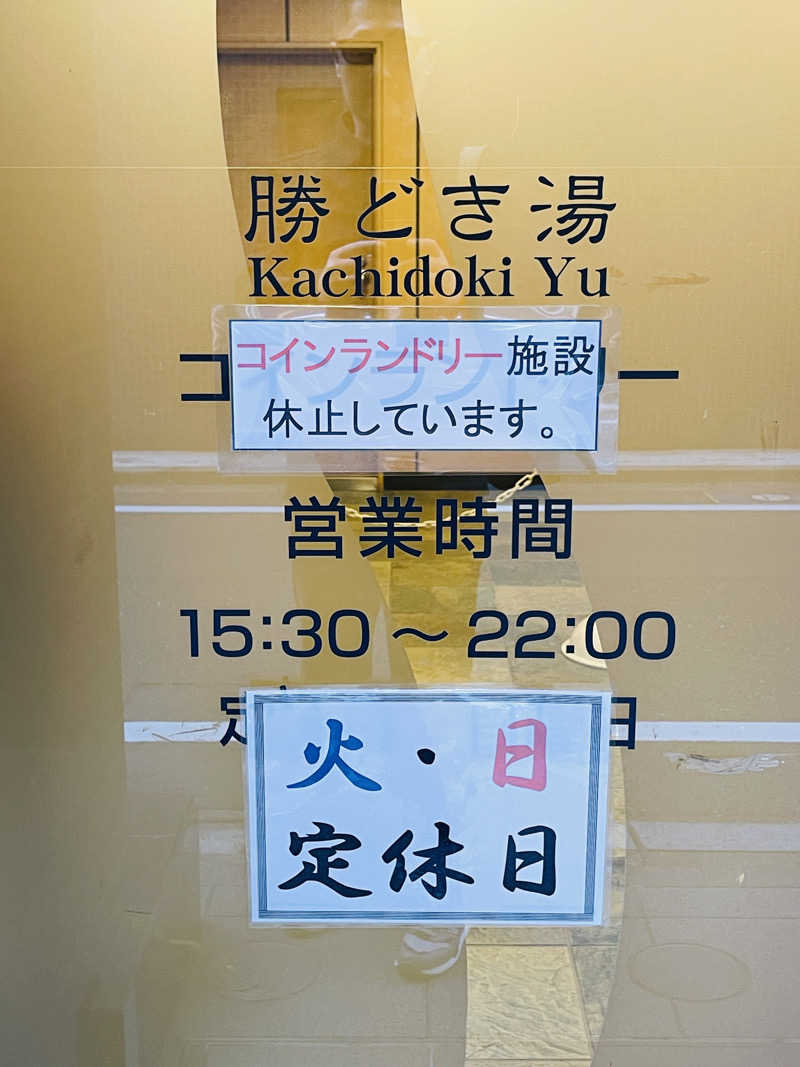 勝どき湯
Kachidoki Yu
コインランドリー施設
休止しています。
営業時間
15:30～22:00
火・日
定休日